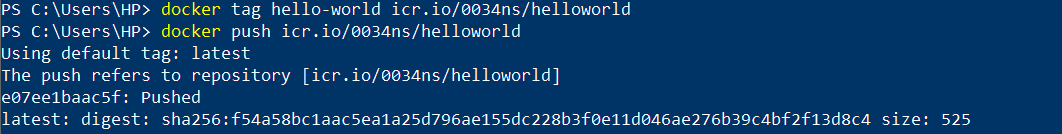 PS C:\Users\HP> docker tag hello-world icr.io/0034ns/helloworld
PS C:\Users\HP> docker push icr.io/0034ns/helloworld
Using default tag: latest
The push refers to repository [icr.io/0034ns/helloworld]
e07ee1baac5f: Pushed
latest: digest: sha256:f54a58bc1aac5ea1a25d796ae155dc228b3f0e11d046ae276b39c4bf2f13d8c4 size: 525